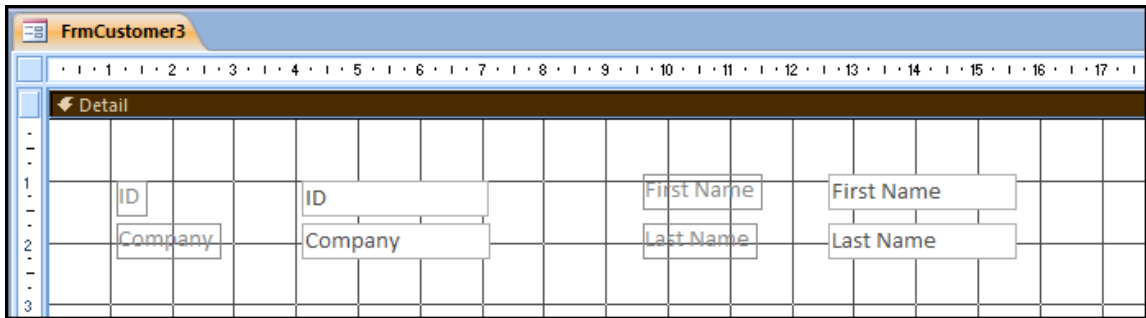 FrmCustomer3
1 2 3 4 5 6 7 8 9 10 11 12 13 14 15 16 17
Detail
1
ID ID First Name First Name
Company Company Last Name Last Name
2
3